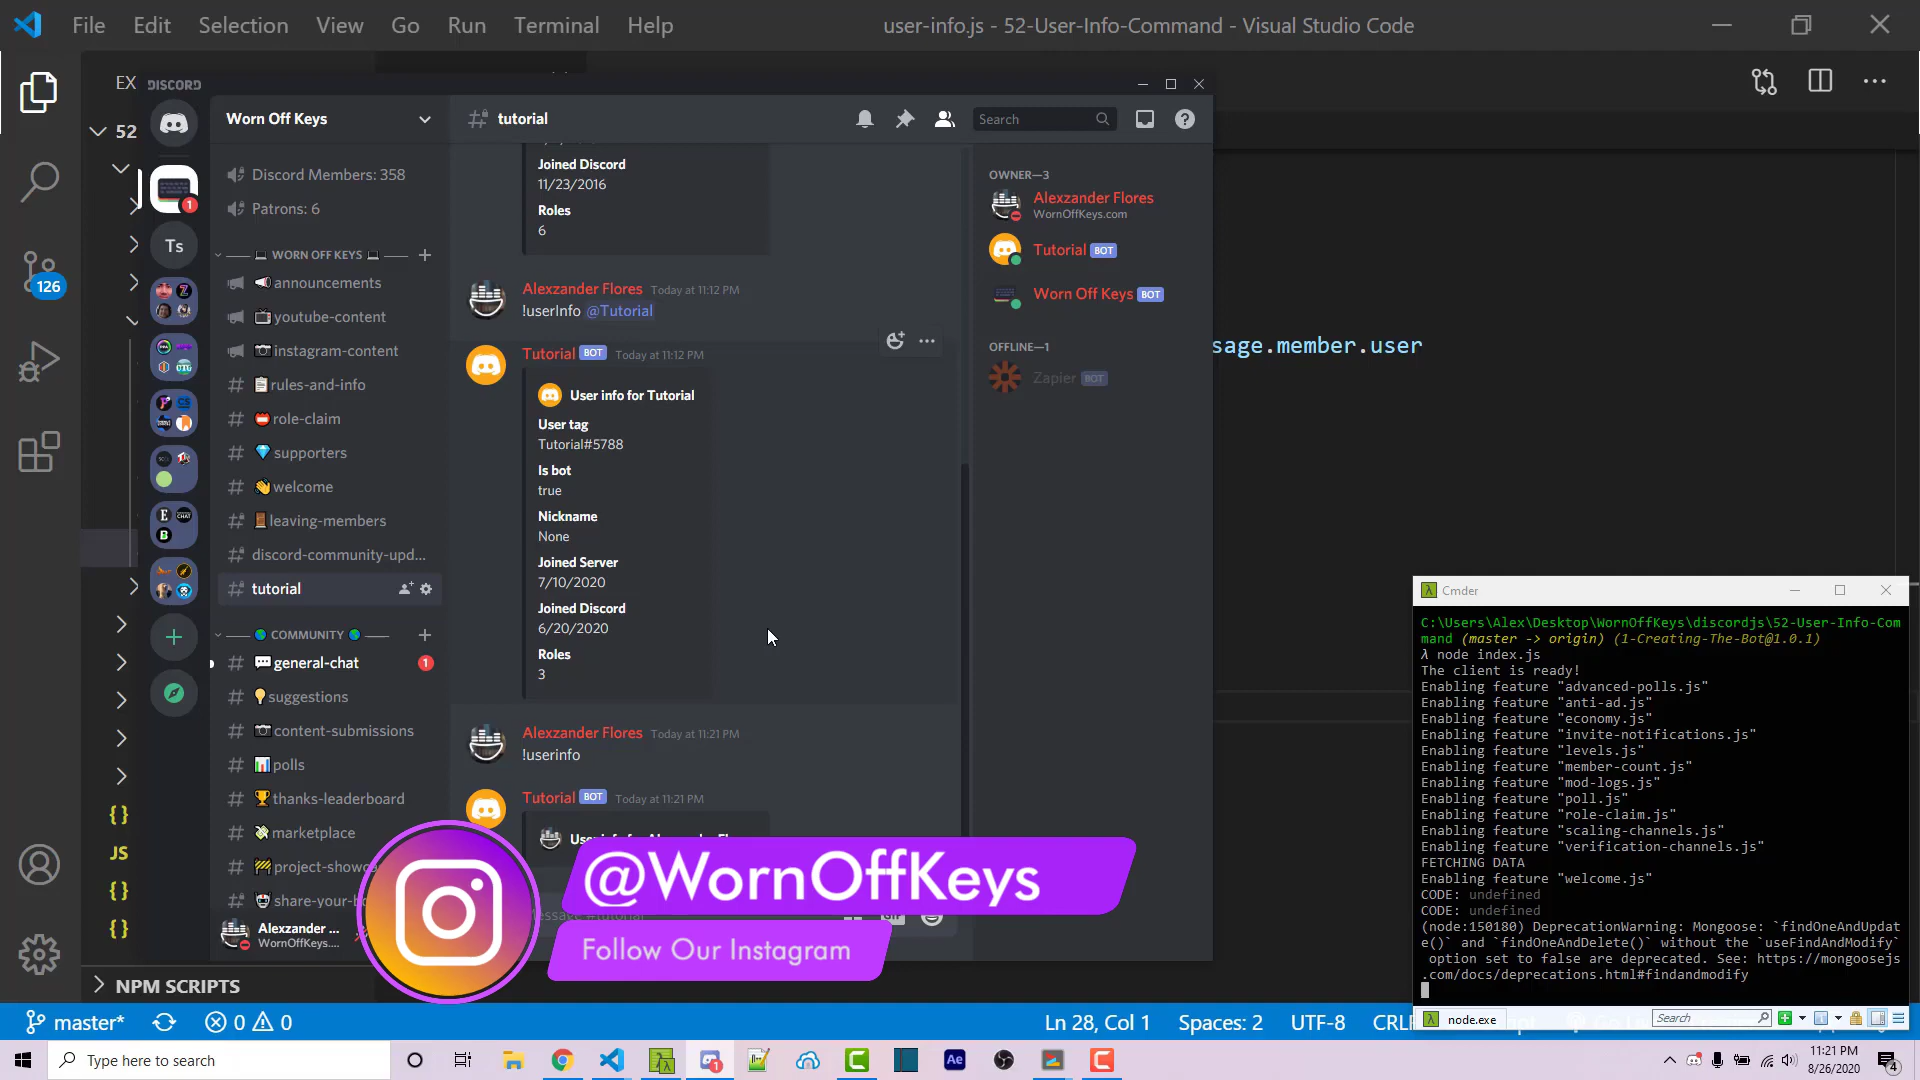 File Edit Selection View Go Run Terminal Help
user-info.js - 52-User-Info-Command - Visual Studio Code
EX
52
126
NPM SCRIPTS
master*
0 0
Ln 28, Col 1
Spaces: 2
UTF-8
sage.member.user
DISCORD
Ts
Worn Off Keys
Discord Members: 358
Patrons: 6
WORN OFF KEYS
announcements
youtube-content
instagram-content
rules-and-info
role-claim
supporters
welcome
leaving-members
discord-community-upd...
tutorial
COMMUNITY
general-chat
1
suggestions
content-submissions
polls
thanks-leaderboard
marketplace
project-showc
share-your-b
Alexzander ...
WornOffKeys....
tutorial
Search
Joined Discord
11/23/2016
Roles
6
Alexzander Flores Today at 11:12 PM
!userInfo @Tutorial
Tutorial BOT Today at 11:12 PM
User info for Tutorial
User tag
Tutorial#5788
Is bot
true
Nickname
None
Joined Server
7/10/2020
Joined Discord
6/20/2020
Roles
3
Alexzander Flores Today at 11:21 PM
!userinfo
Tutorial BOT Today at 11:21 PM
OWNER—3
Alexzander Flores
WornOffKeys.com
Tutorial BOT
Worn Off Keys BOT
OFFLINE—1
Zapier BOT
@WornOffKeys
Follow Our Instagram
Cmder
C:\Users\Alex\Desktop\WornOffKeys\discordjs\52-User-Info-Com
mand (master -> origin) (1-Creating-The-Bot@1.0.1)
λ node index.js
The client is ready!
Enabling feature "advanced-polls.js"
Enabling feature "anti-ad.js"
Enabling feature "economy.js"
Enabling feature "invite-notifications.js"
Enabling feature "levels.js"
Enabling feature "member-count.js"
Enabling feature "mod-logs.js"
Enabling feature "poll.js"
Enabling feature "role-claim.js"
Enabling feature "scaling-channels.js"
Enabling feature "verification-channels.js"
FETCHING DATA
Enabling feature "welcome.js"
CODE: undefined
CODE: undefined
(node:150180) DeprecationWarning: Mongoose: `findOneAndUpdat
e()` and `findOneAndDelete()` without the `useFindAndModify`
option set to false are deprecated. See: https://mongoosejs
.com/docs/deprecations.html#findandmodify
node.exe
Search
Type here to search
11:21 PM
8/26/2020
4